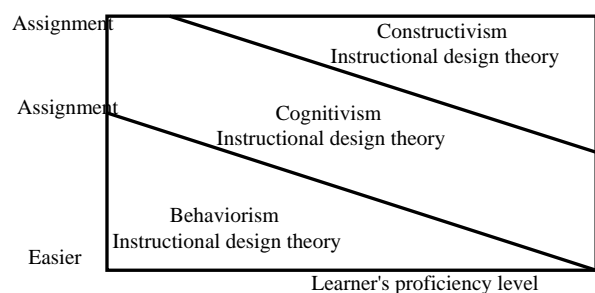 Assignment
Constructivism
Instructional design theory
Assignment
Cognitivism
Instructional design theory
Behaviorism
Instructional design theory
Easier
Learner's proficiency level